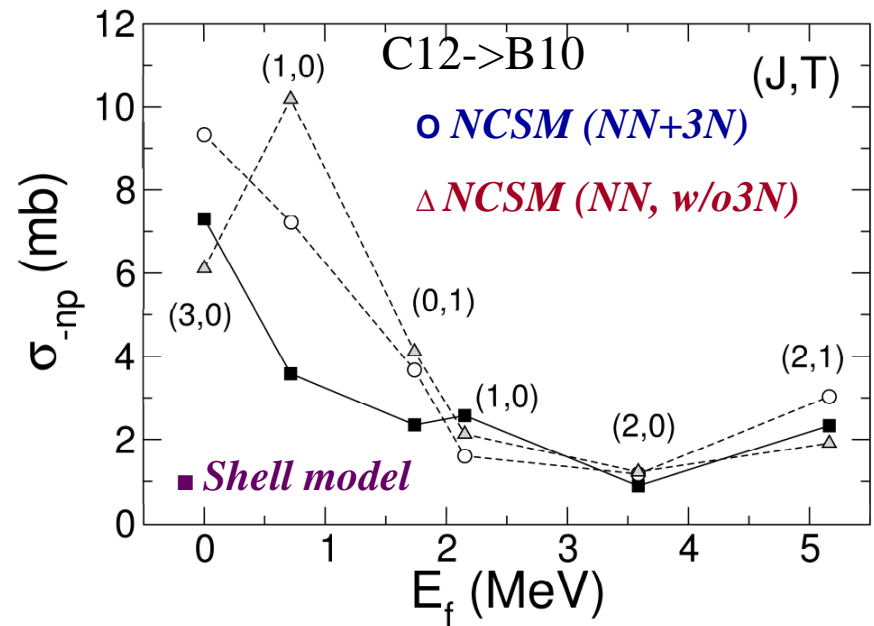 12
10
8
6
4
2
0
σ-np (mb)
C12->B10
(J,T)
(1,0)
O NCSM (NN+3N)
Δ NCSM (NN, w/o3N)
(3,0)
(0,1)
(1,0)
(2,0)
(2,1)
■ Shell model
0 1 2 3 4 5
Ef (MeV)